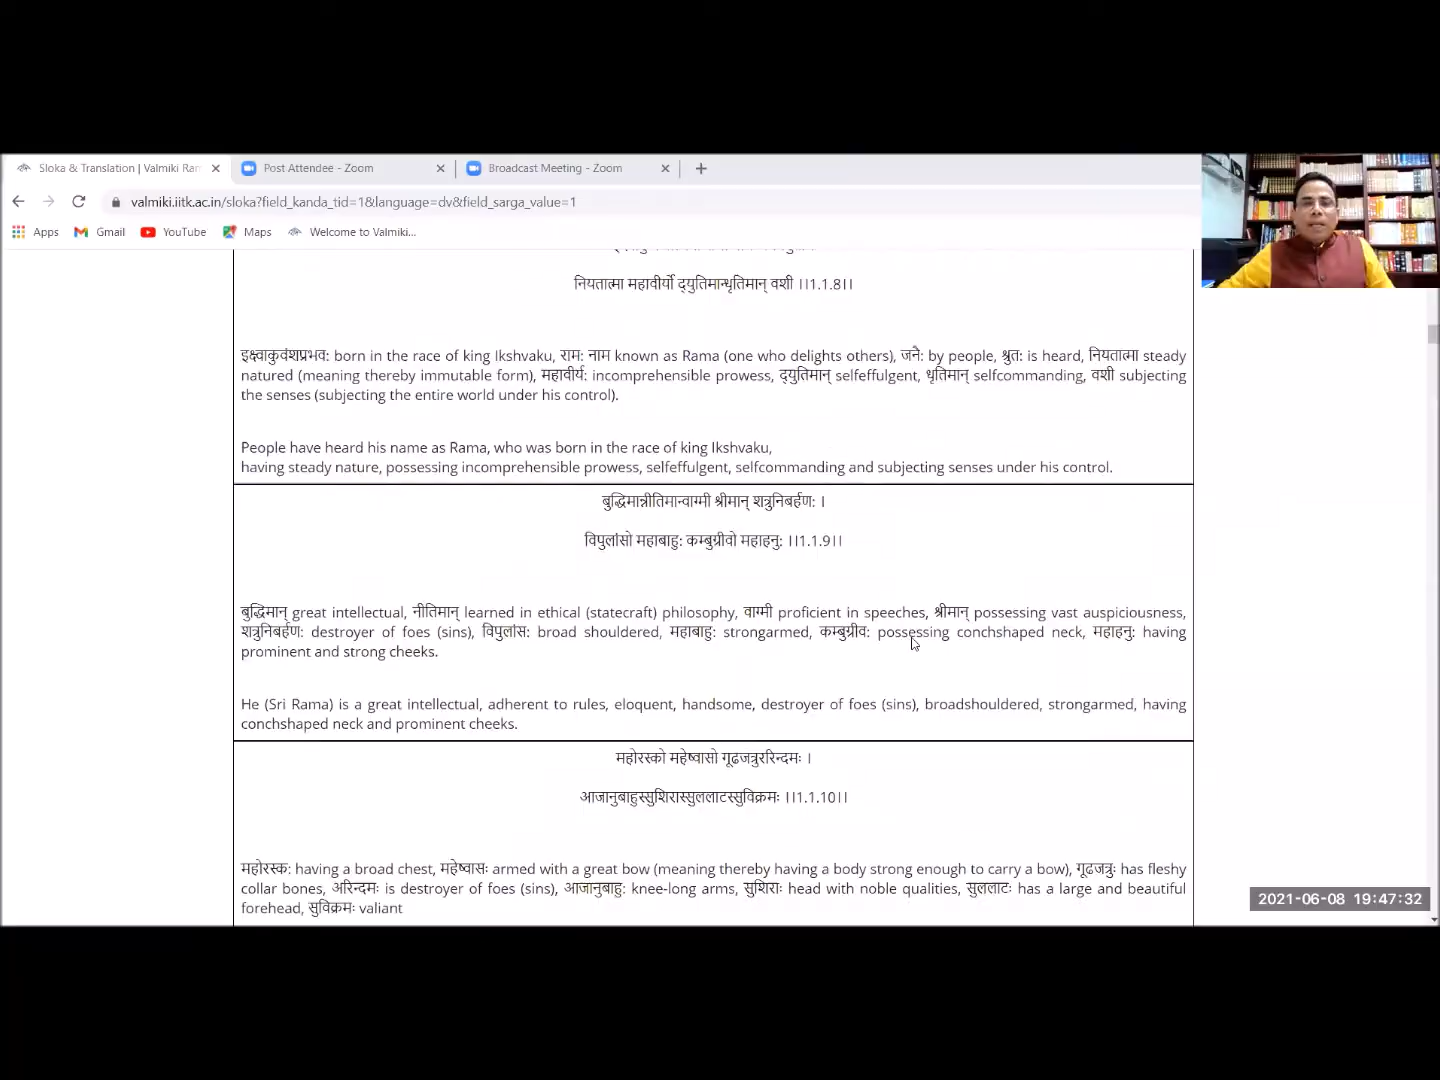 Sloka & Translation | Valmiki Ram
Post Attendee - Zoom
Broadcast Meeting - Zoom
valmiki.iitk.ac.in/sloka?field_kanda_tid=1&language=dv&field_sarga_value=1
Apps
Gmail
YouTube
Maps
Welcome to Valmiki...
नियतात्मा महावीर्यो द्युतिमान्धृतिमान् वशी ।।1.1.8।।
इक्ष्वाकुवंशप्रभव: born in the race of king Ikshvaku, राम: नाम known as Rama (one who delights others), जनै: by people, श्रुत: is heard, नियतात्मा steady
natured (meaning thereby immutable form), महावीर्य: incomprehensible prowess, द्युतिमान् selfeffulgent, धृतिमान् selfcommanding, वशी subjecting
the senses (subjecting the entire world under his control).
People have heard his name as Rama, who was born in the race of king Ikshvaku,
having steady nature, possessing incomprehensible prowess, selfeffulgent, selfcommanding and subjecting senses under his control.
बुद्धिमान्नीतिमान्वाग्मी श्रीमान् शत्रुनिबर्हण: ।
विपुलांसो महाबाहु: कम्बुग्रीवो महाहनु: ।।1.1.9।।
बुद्धिमान् great intellectual, नीतिमान् learned in ethical (statecraft) philosophy, वाग्मी proficient in speeches, श्रीमान् possessing vast auspiciousness,
शत्रुनिबर्हण: destroyer of foes (sins), विपुलांस: broad shouldered, महाबाहु: strongarmed, कम्बुग्रीव: possessing conchshaped neck, महाहनु: having
prominent and strong cheeks.
He (Sri Rama) is a great intellectual, adherent to rules, eloquent, handsome, destroyer of foes (sins), broadshouldered, strongarmed, having
conchshaped neck and prominent cheeks.
महोरस्को महेष्वासो गूढजत्रुररिन्दमः ।
आजानुबाहुस्सुशिरास्सुललाटस्सुविक्रमः ।।1.1.10।।
महोरस्क: having a broad chest, महेष्वासः armed with a great bow (meaning thereby having a body strong enough to carry a bow), गूढजत्रुः has fleshy
collar bones, अरिन्दमः is destroyer of foes (sins), आजानुबाहु: knee-long arms, सुशिराः head with noble qualities, सुललाटः has a large and beautiful
forehead, सुविक्रमः valiant
2021-06-08 19:47:32